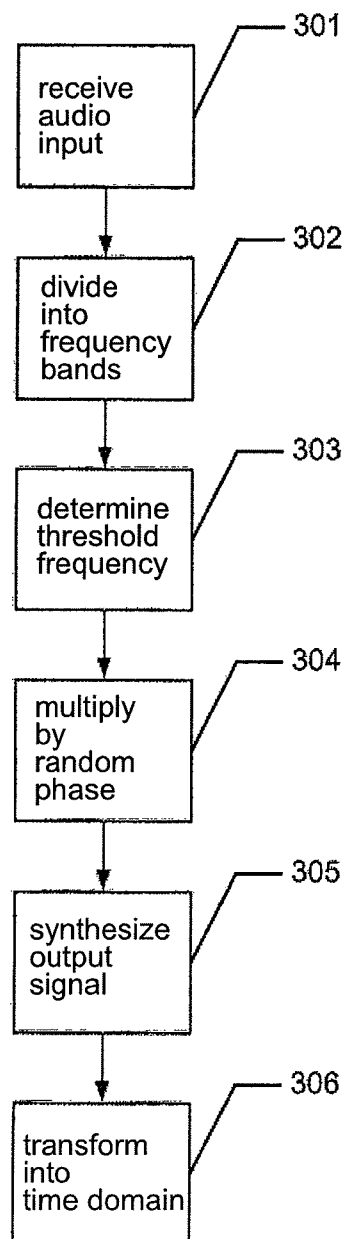 301
receive
audio
input
302
divide
into
frequency
bands
303
determine
threshold
frequency
304
multiply
by
random
phase
305
synthesize
output
signal
306
transform
into
time domain